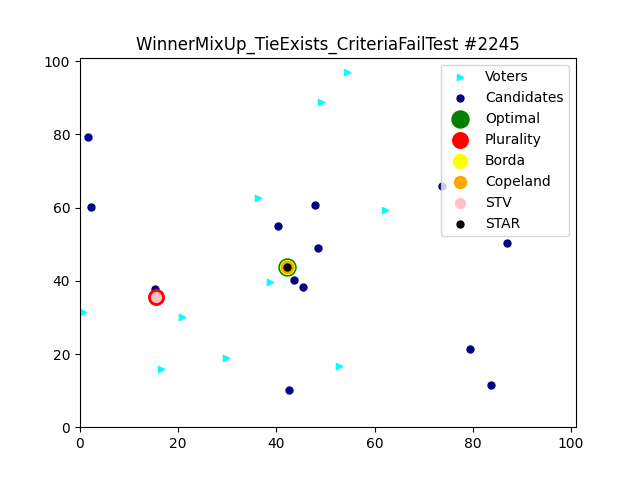 WinnerMixUp_TieExists_CriteriaFailTest #2245
100
80
60
40
20
0
0
20
40
60
80
100
Voters
Candidates
Optimal
Plurality
Borda
Copeland
STV
STAR